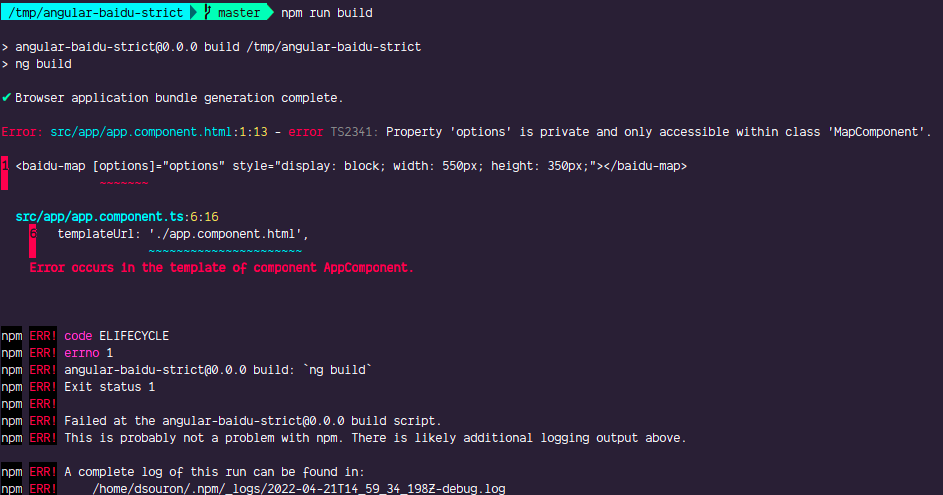 /tmp/angular-baidu-strict master npm run build
> angular-baidu-strict@0.0.0 build /tmp/angular-baidu-strict
> ng build
✔ Browser application bundle generation complete.
Error: src/app/app.component.html:1:13 - error TS2341: Property 'options' is private and only accessible within class 'MapComponent'.
1 <baidu-map [options]="options" style="display: block; width: 550px; height: 350px;"></baidu-map>
~~~~~~~
src/app/app.component.ts:6:16
6 templateUrl: './app.component.html',
~~~~~~~~~~~~~~~~~~~~~~
Error occurs in the template of component AppComponent.
npm ERR! code ELIFECYCLE
npm ERR! errno 1
npm ERR! angular-baidu-strict@0.0.0 build: `ng build`
npm ERR! Exit status 1
npm ERR!
npm ERR! Failed at the angular-baidu-strict@0.0.0 build script.
npm ERR! This is probably not a problem with npm. There is likely additional logging output above.
npm ERR! A complete log of this run can be found in:
npm ERR! /home/dsouron/.npm/_logs/2022-04-21T14_59_34_198Z-debug.log